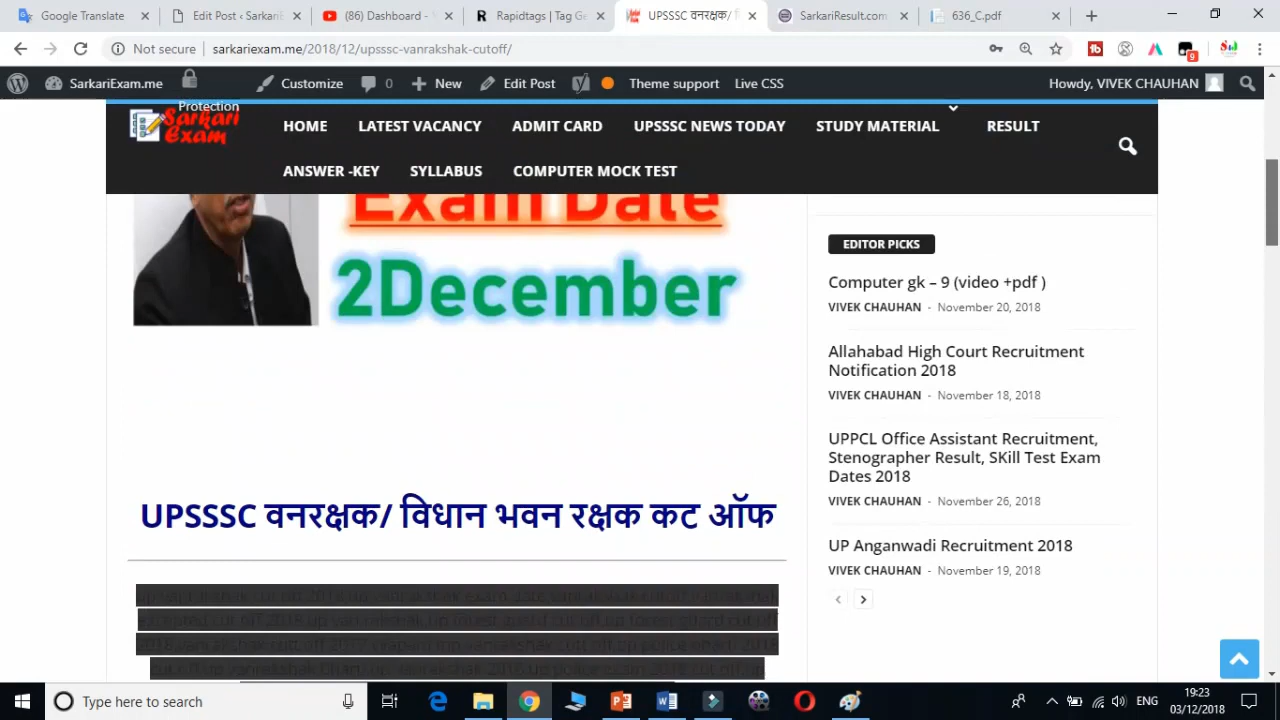 Google Translate
Edit Post ‹ Sarkari
(86) Dashboard -
Rapidtags | Tag Ge
UPSSSC वनरक्षक/
SarkariResult.com
636_C.pdf
Not secure
sarkariexam.me/2018/12/upsssc-vanrakshak-cutoff/
9
SarkariExam.me
Customize
0
New
Edit Post
Theme support
Live CSS
Howdy, VIVEK CHAUHAN
Protection
Sarkari
Exam
HOME
LATEST VACANCY
ADMIT CARD
UPSSSC NEWS TODAY
STUDY MATERIAL
RESULT
ANSWER -KEY
SYLLABUS
COMPUTER MOCK TEST
Exam Date
2December
UPSSSC वनरक्षक/ विधान भवन रक्षक कट ऑफ
EDITOR PICKS
Computer gk – 9 (video +pdf )
VIVEK CHAUHAN - November 20, 2018
Allahabad High Court Recruitment
Notification 2018
VIVEK CHAUHAN - November 18, 2018
UPPCL Office Assistant Recruitment,
Stenographer Result, SKill Test Exam
Dates 2018
VIVEK CHAUHAN - November 26, 2018
UP Anganwadi Recruitment 2018
VIVEK CHAUHAN - November 19, 2018
Type here to search
ENG
19:23
03/12/2018